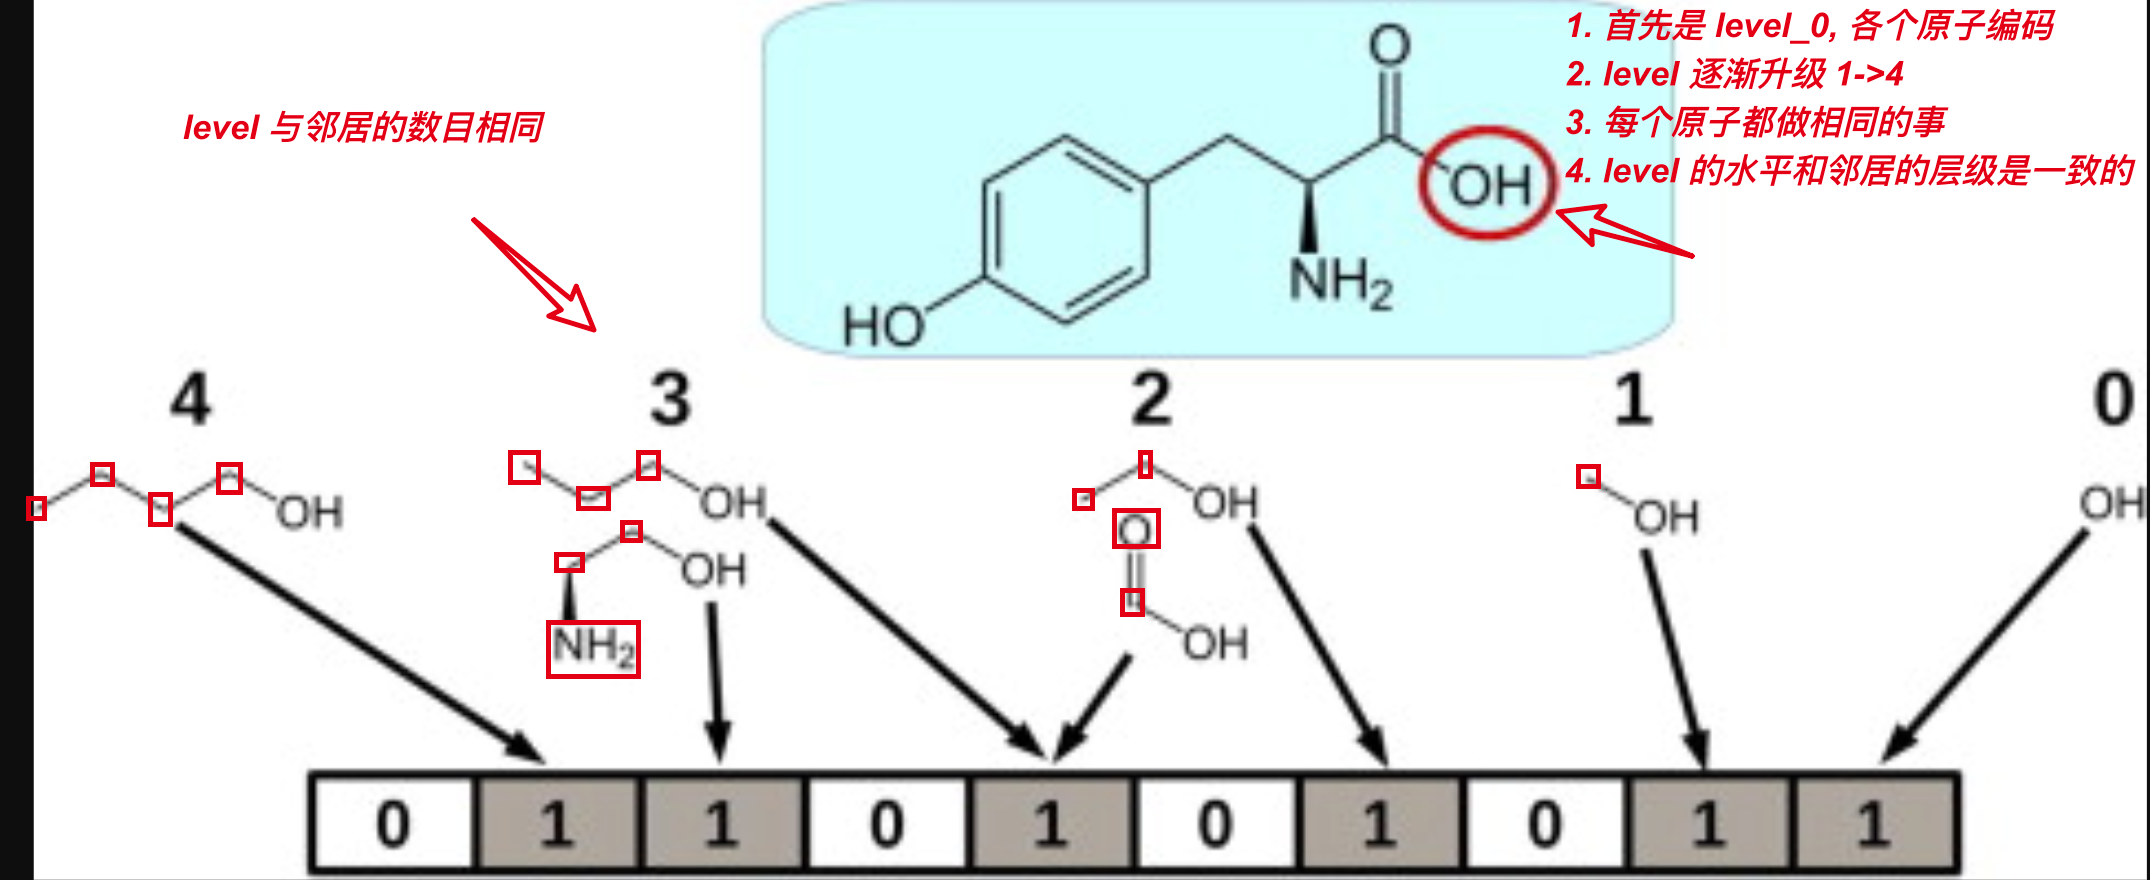 1. 首先是 level_0, 各个原子编码
2. level 逐渐升级 1->4
3. 每个原子都做相同的事
4. level 的水平和邻居的层级是一致的
level 与邻居的数目相同
O
OH
NH2
HO
4 3 2 1 0
OH OH OH OH OH
O
OH
NH2
OH
0 1 1 0 1 0 1 0 1 1